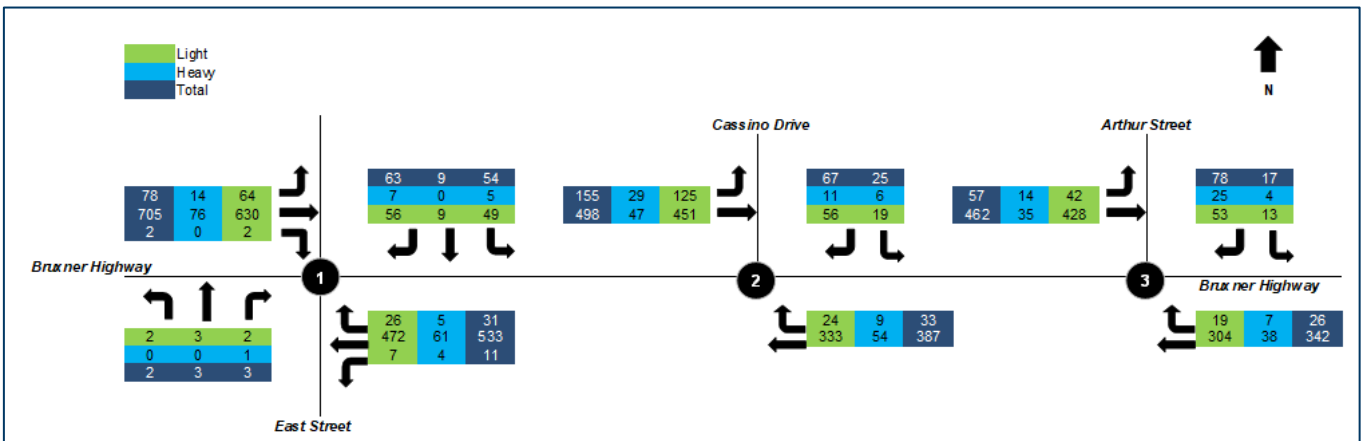 Light
Heavy
Total
N
Cassino Drive
Arthur Street
78 14 64
705 76 630
2 0 2
63 9 54
7 0 5
56 9 49
155 29 125
498 47 451
67 25
11 6
56 19
57 14 42
462 35 428
78 17
25 4
53 13
Bruxner Highway
1
2
3
Bruxner Highway
2 3 2
0 0 1
2 3 3
26 5 31
472 61 533
7 4 11
24 9 33
333 54 387
19 7 26
304 38 342
East Street